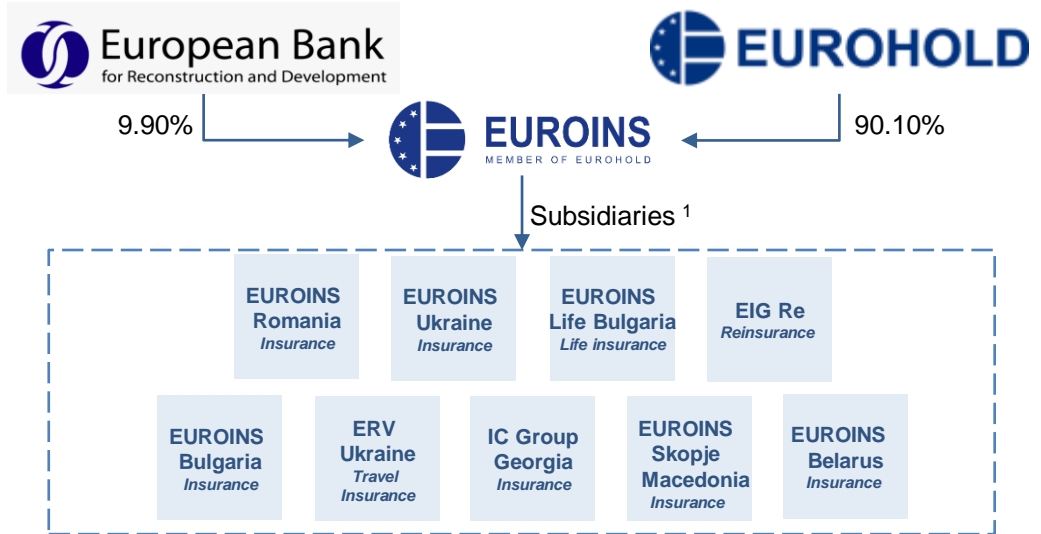 European Bank
for Reconstruction and Development
EUROHOLD
9.90%
90.10%
EUROINS
MEMBER OF EUROHOLD
Subsidiaries 1
EUROINS
Romania
Insurance
EUROINS
Ukraine
Insurance
EUROINS
Life Bulgaria
Life insurance
EIG Re
Reinsurance
EUROINS
Bulgaria
Insurance
ERV
Ukraine
Travel
Insurance
IC Group
Georgia
Insurance
EUROINS
Skopje
Macedonia
Insurance
EUROINS
Belarus
Insurance